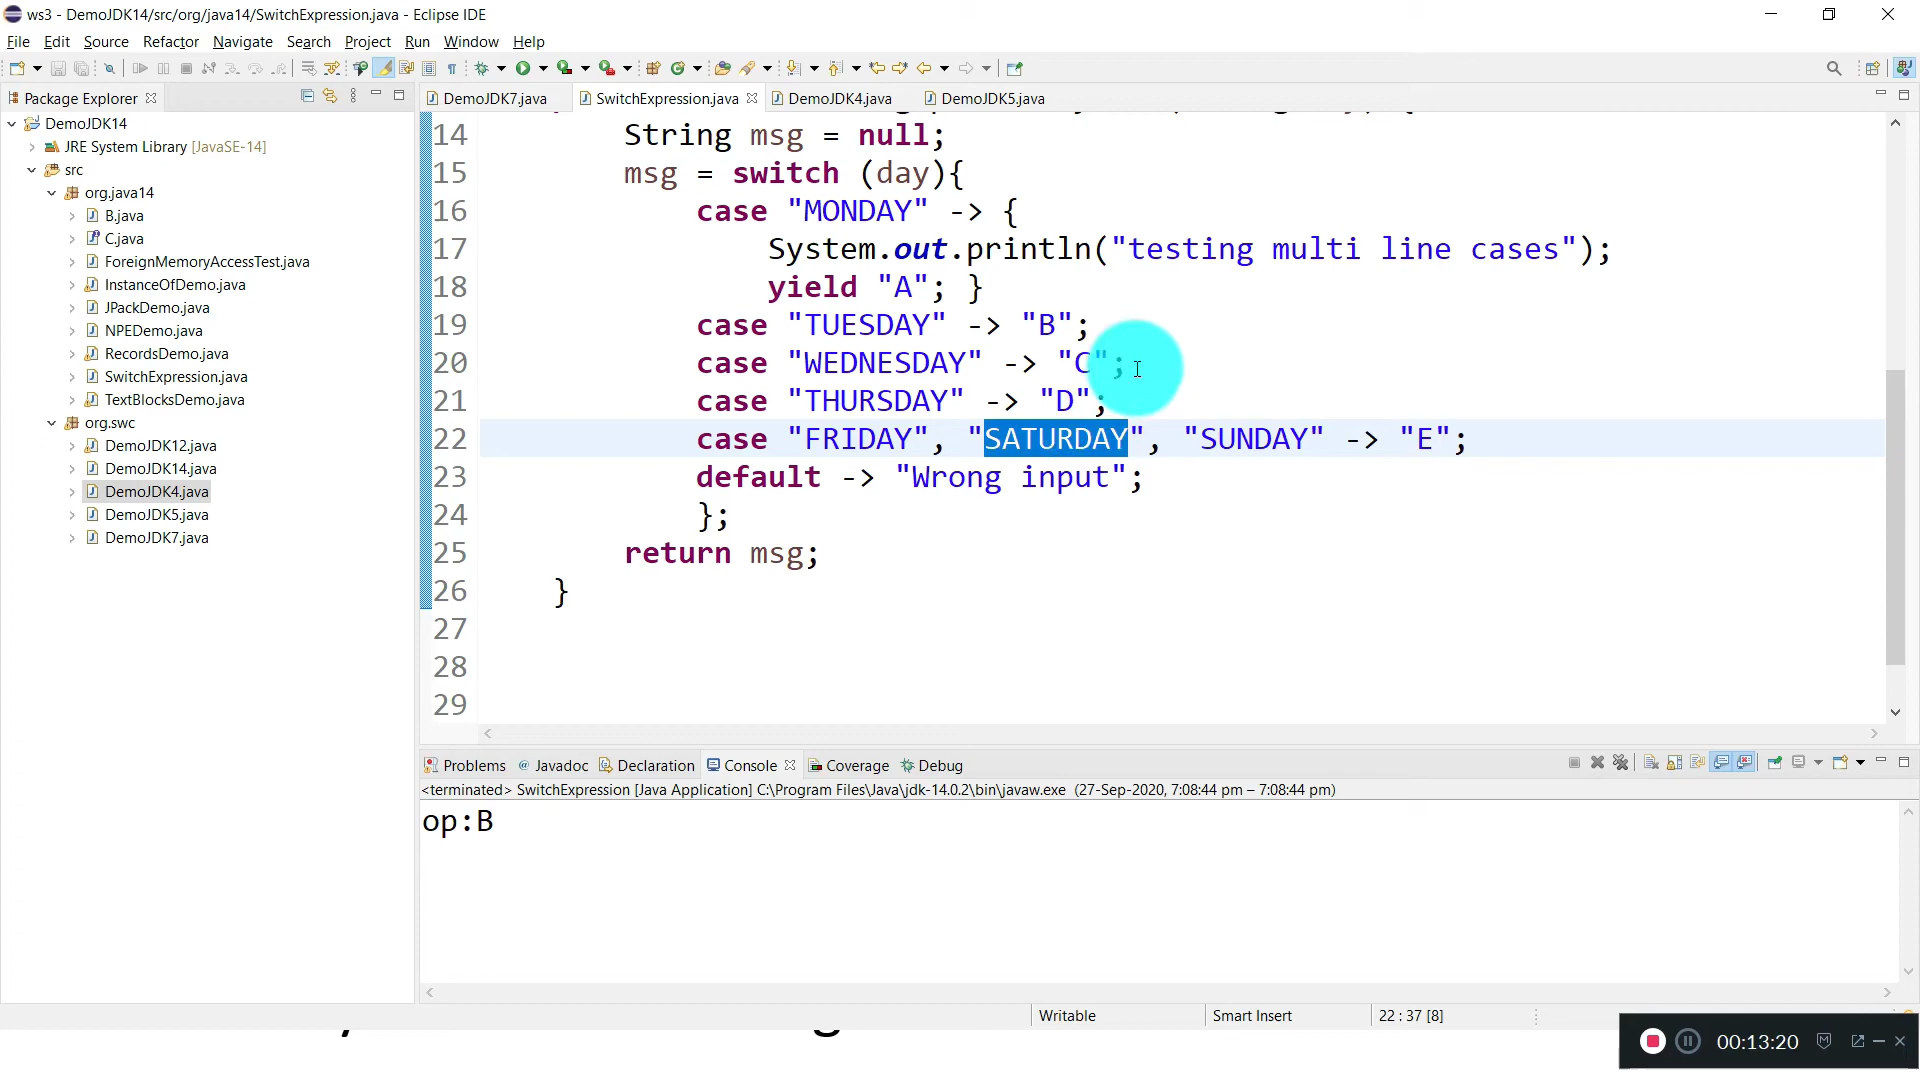 ws3 - DemoJDK14/src/org/java14/SwitchExpression.java - Eclipse IDE
File Edit Source Refactor Navigate Search Project Run Window Help
Package Explorer
DemoJDK14
JRE System Library [JavaSE-14]
src
org.java14
B.java
C.java
ForeignMemoryAccessTest.java
InstanceOfDemo.java
JPackDemo.java
NPEDemo.java
RecordsDemo.java
SwitchExpression.java
TextBlocksDemo.java
org.swc
DemoJDK12.java
DemoJDK14.java
DemoJDK4.java
DemoJDK5.java
DemoJDK7.java
DemoJDK7.java SwitchExpression.java DemoJDK4.java DemoJDK5.java
14 String msg = null;
15 msg = switch (day){
16 case "MONDAY" -> {
17 System.out.println("testing multi line cases");
18 yield "A"; }
19 case "TUESDAY" -> "B";
20 case "WEDNESDAY" -> "C";
21 case "THURSDAY" -> "D";
22 case "FRIDAY", "SATURDAY", "SUNDAY" -> "E";
23 default -> "Wrong input";
24 };
25 return msg;
26 }
27
28
29
Problems @ Javadoc Declaration Console Coverage Debug
<terminated> SwitchExpression [Java Application] C:\Program Files\Java\jdk-14.0.2\bin\javaw.exe (27-Sep-2020, 7:08:44 pm – 7:08:44 pm)
op:B
Writable Smart Insert 22 : 37 [8]
00:13:20